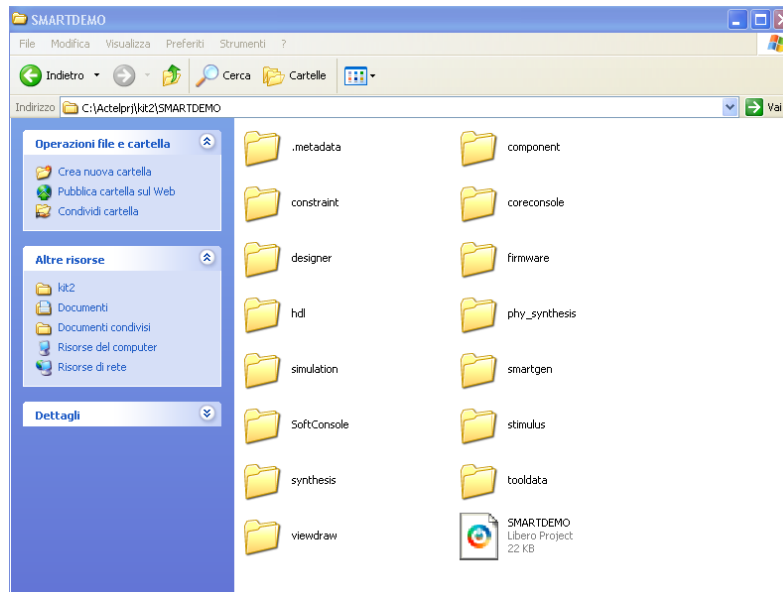 SMARTDEMO
File Modifica Visualizza Preferiti Strumenti ?
Indietro Cerca Cartelle
Indirizzo C:\Actelprj\kit2\SMARTDEMO Vai
Operazioni file e cartella
Crea nuova cartella
Pubblica cartella sul Web
Condividi cartella
Altre risorse
kit2
Documenti
Documenti condivisi
Risorse del computer
Risorse di rete
Dettagli
.metadata component
constraint coreconsole
designer firmware
hdl phy_synthesis
simulation smartgen
SoftConsole stimulus
synthesis tooldata
viewdraw SMARTDEMO
Libero Project
22 KB